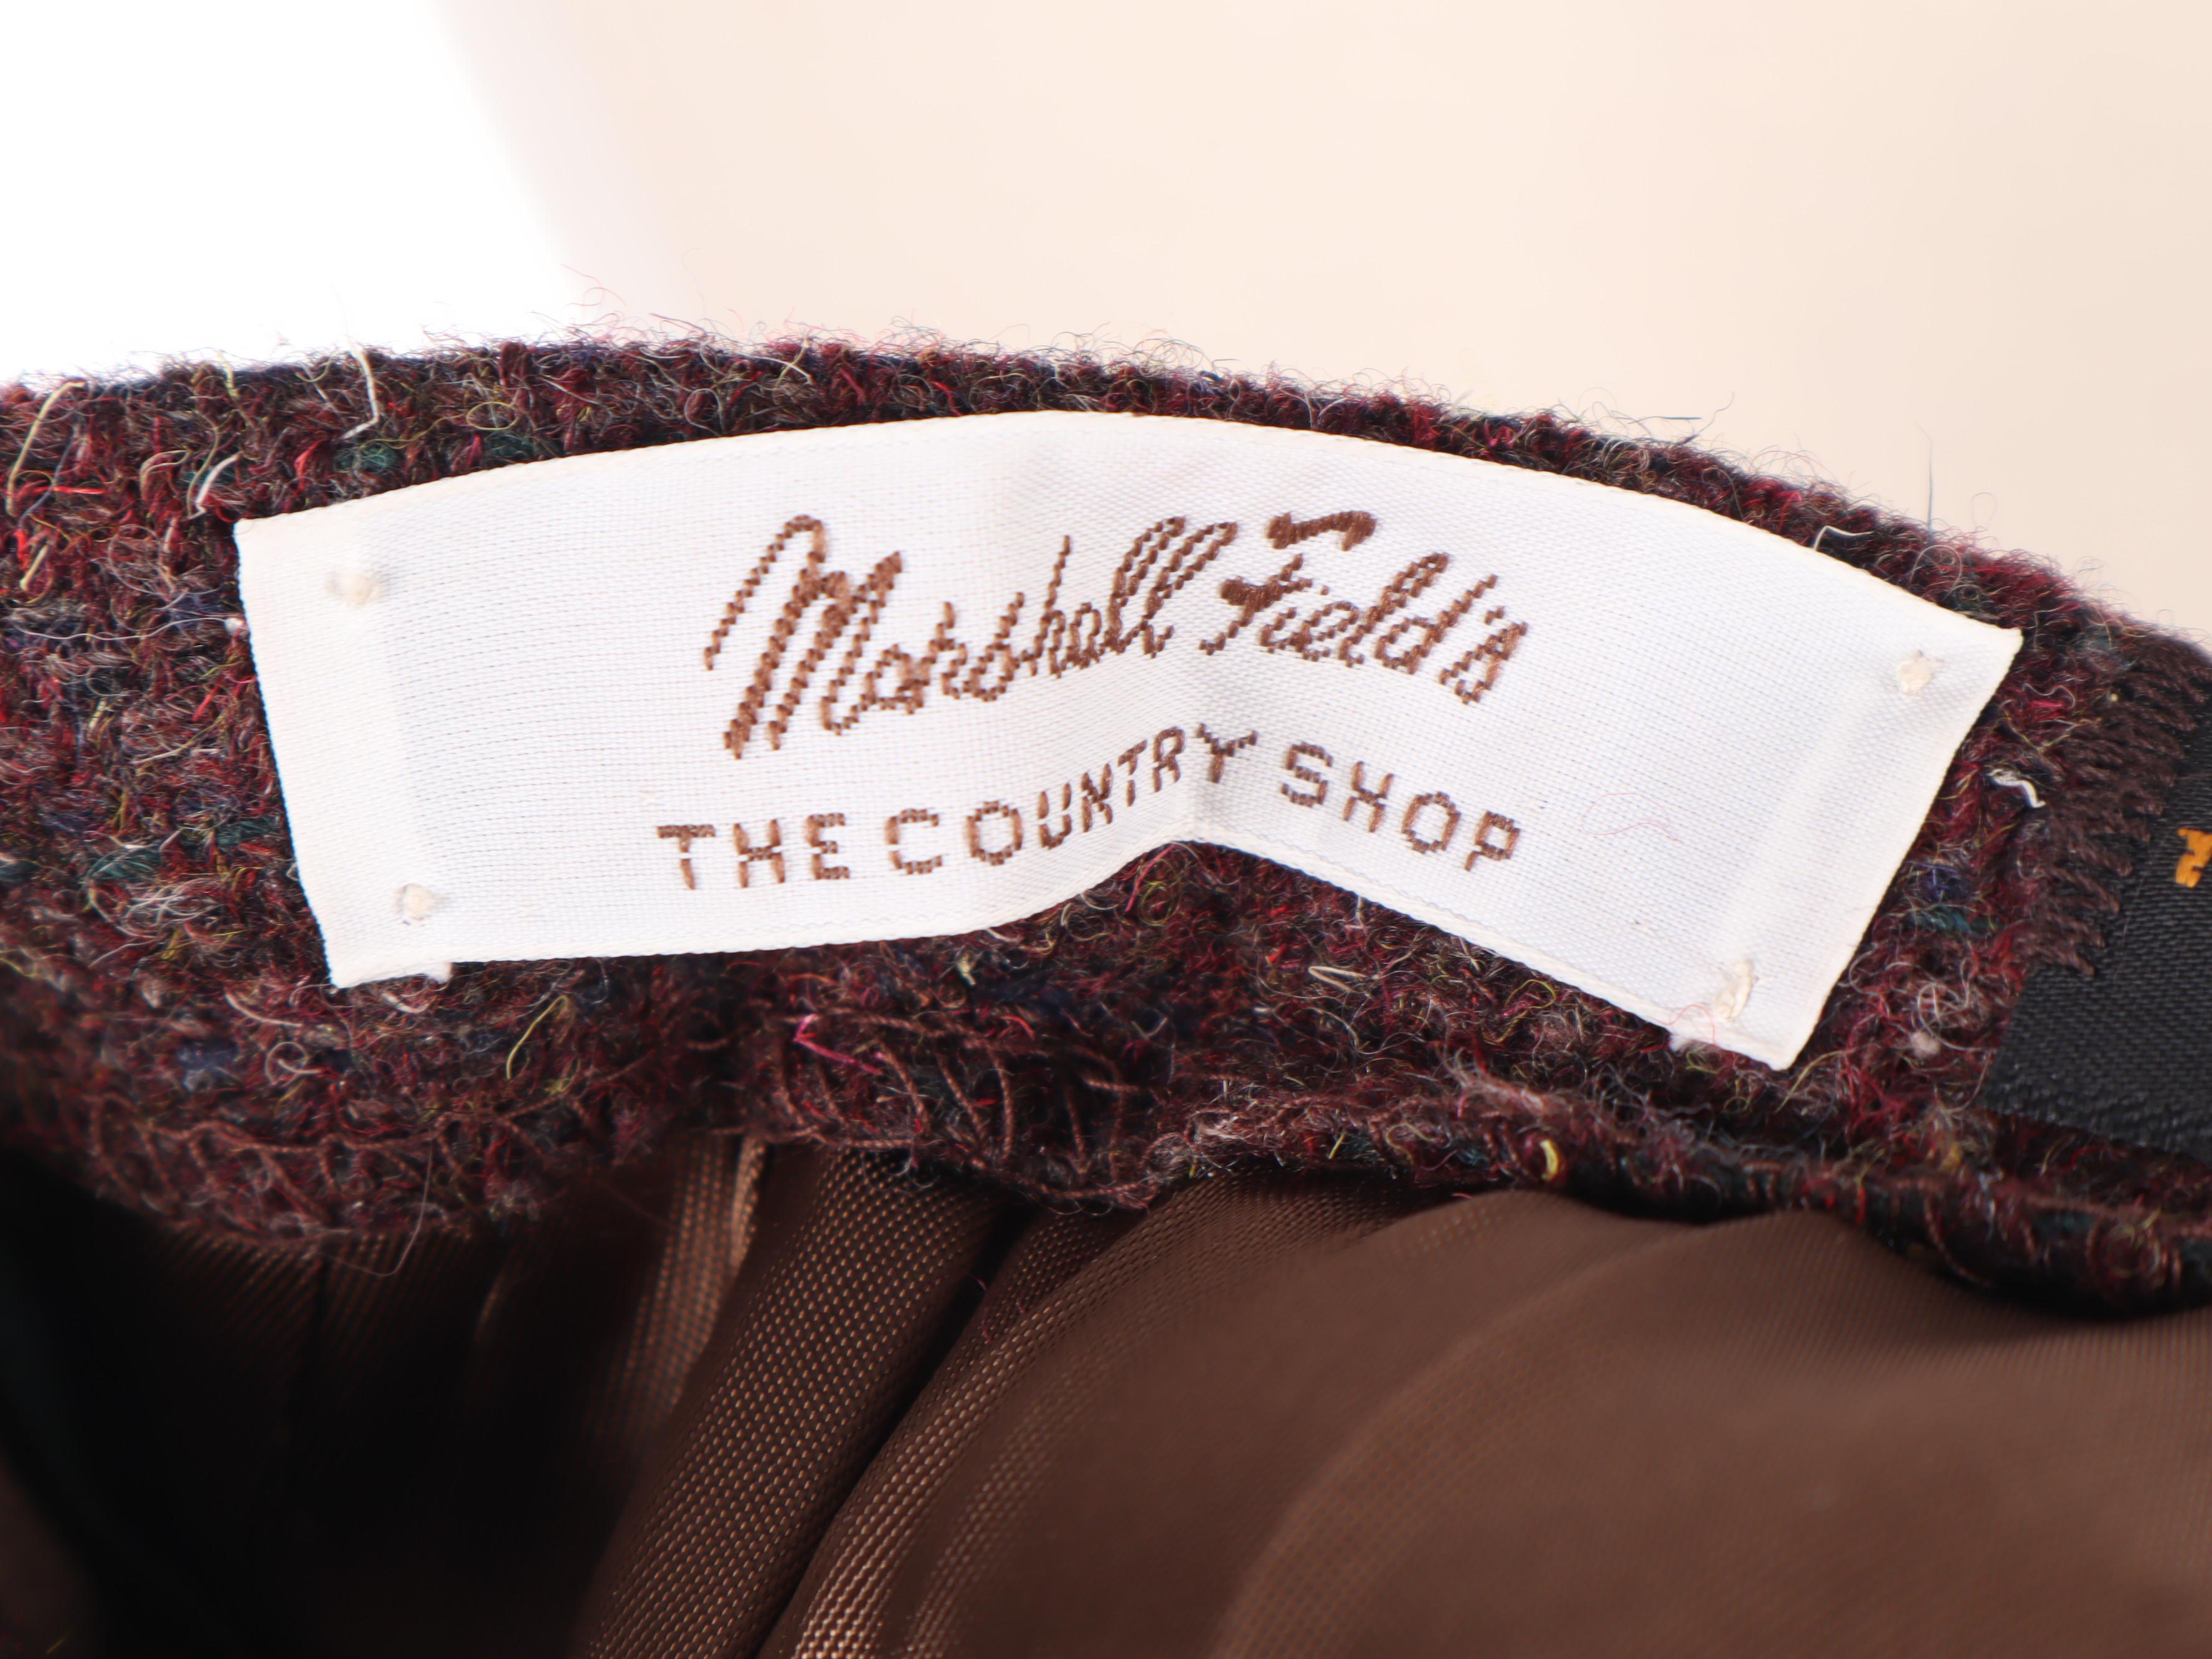 Marshall Field's
THE COUNTRY SHOP